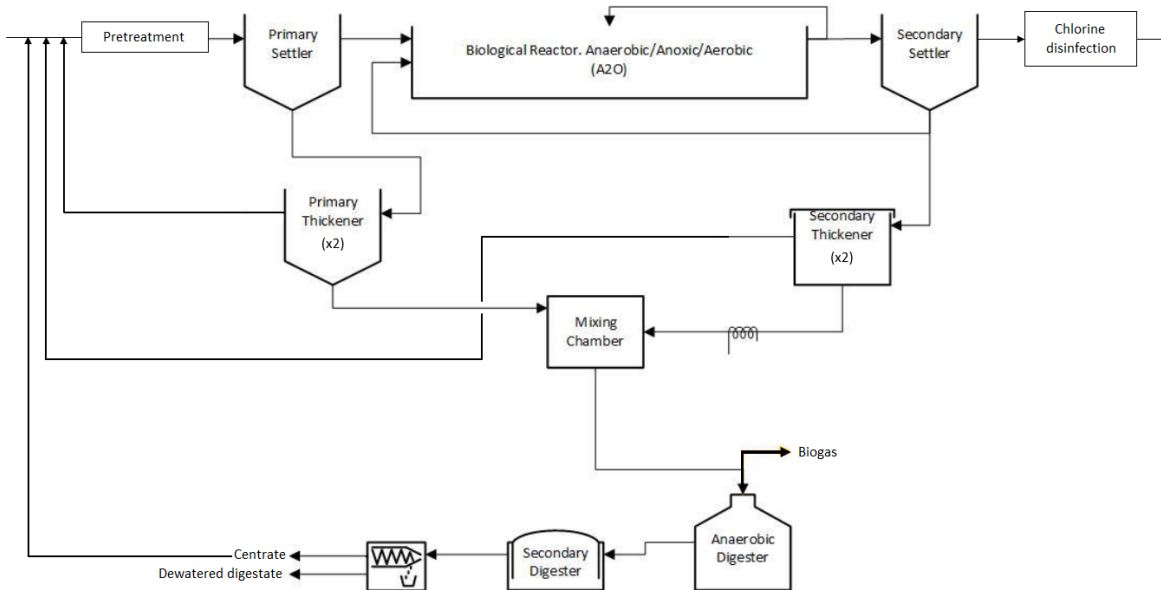 Pretreatment
Primary
Settler
Biological Reactor. Anaerobic/Anoxic/Aerobic
(A2O)
Secondary
Settler
Chlorine
disinfection
Primary
Thickener
(x2)
Secondary
Thickener
(x2)
Mixing
Chamber
Biogas
Anaerobic
Digester
Secondary
Digester
Centrate
Dewatered digestate